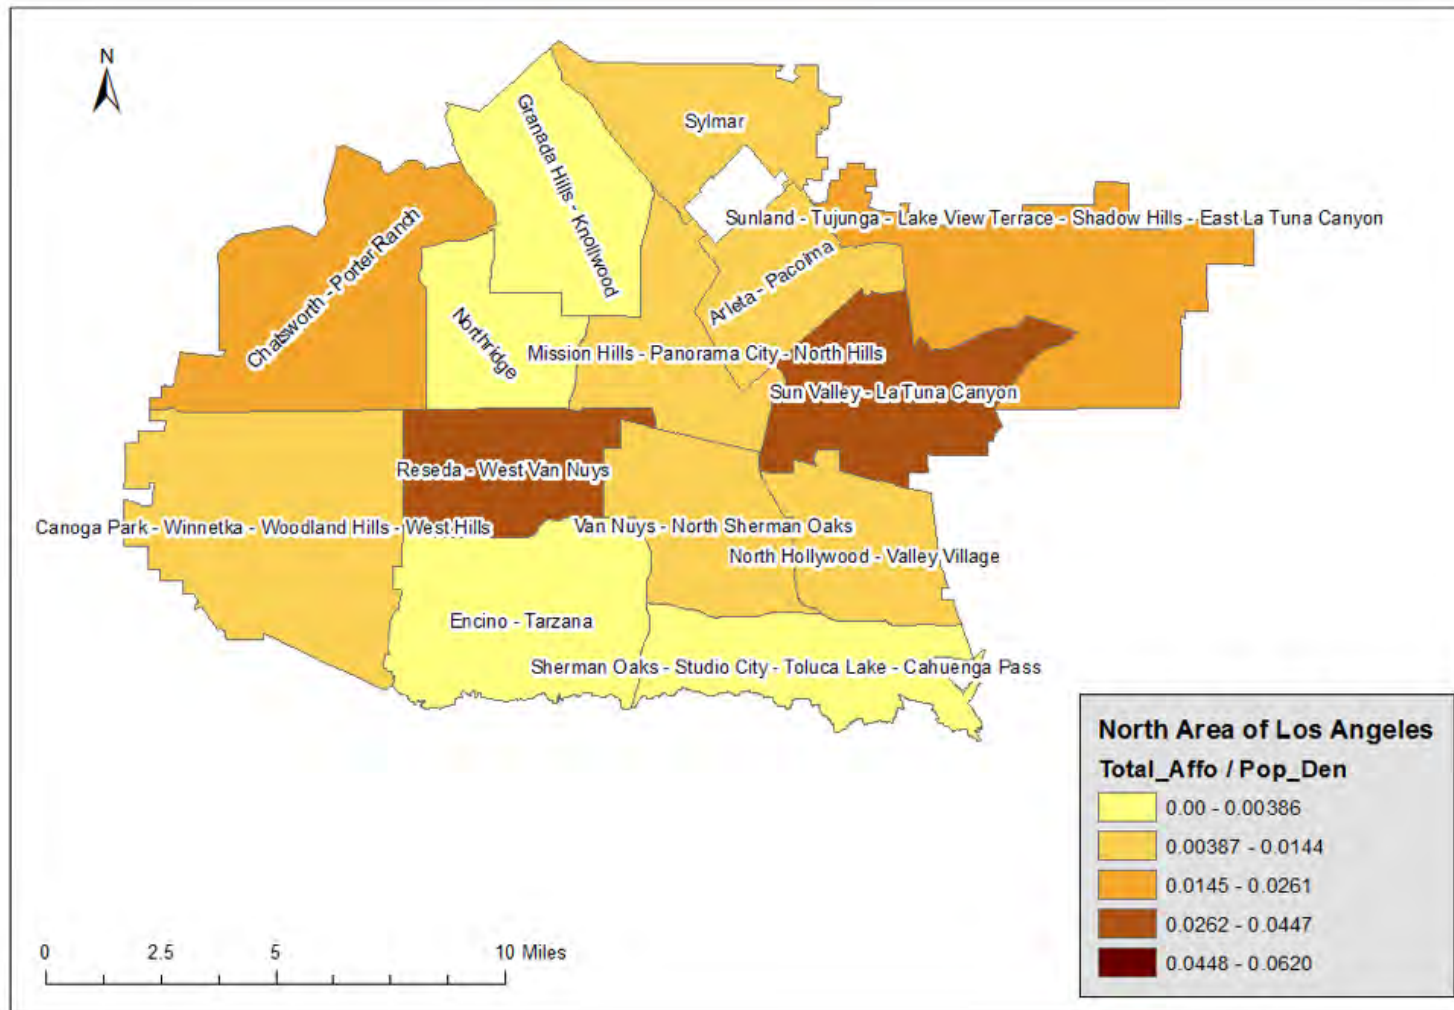 N
Granada Hills - Knollwood
Sylmar
Sunland - Tujunga - Lake View Terrace - Shadow Hills - East La Tuna Canyon
Chatsworth - Porter Ranch
Arleta - Pacoima
Northridge
Mission Hills - Panorama City - North Hills
Sun Valley - La Tuna Canyon
Reseda - West Van Nuys
Canoga Park - Winnetka - Woodland Hills - West Hills
Van Nuys - North Sherman Oaks
North Hollywood - Valley Village
Encino - Tarzana
Sherman Oaks - Studio City - Toluca Lake - Cahuenga Pass
North Area of Los Angeles
Total_Affo / Pop_Den
0.00 - 0.00386
0.00387 - 0.0144
0.0145 - 0.0261
0.0262 - 0.0447
0.0448 - 0.0620
0 2.5 5 10 Miles